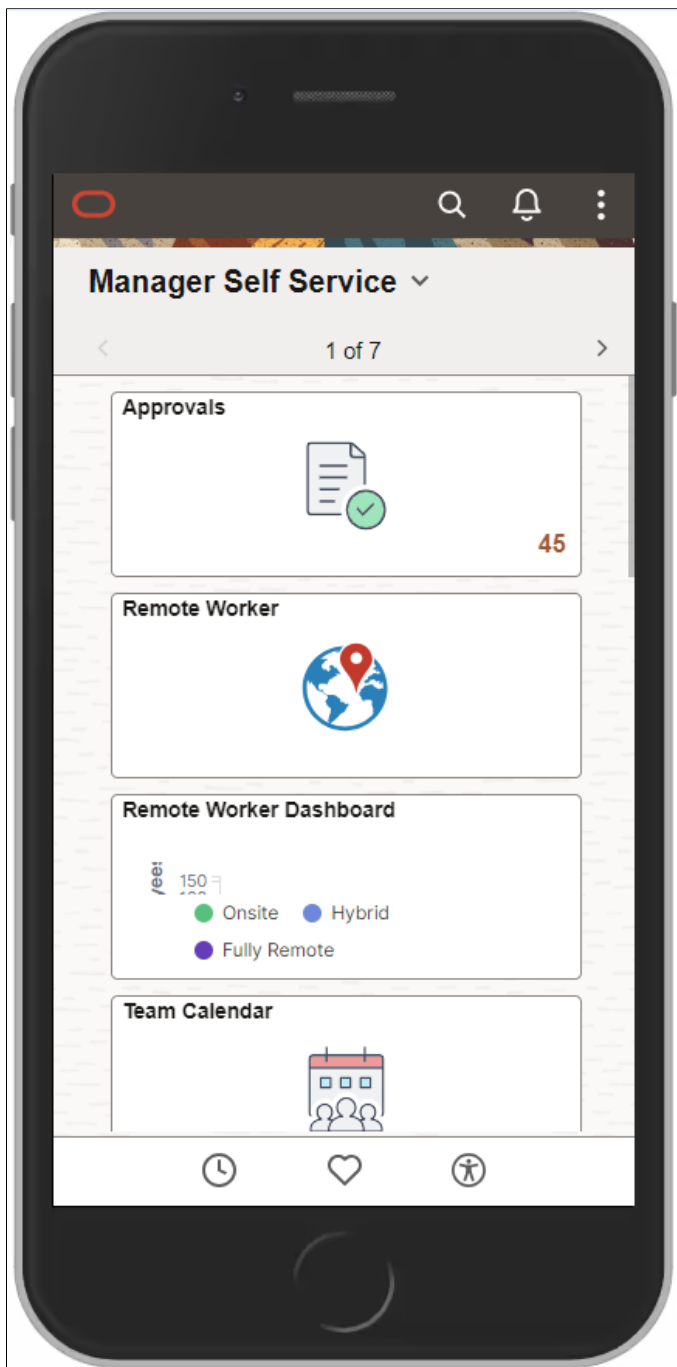 Manager Self Service
1 of 7
Approvals
45
Remote Worker
Remote Worker Dashboard
150
Onsite
Hybrid
Fully Remote
Team Calendar